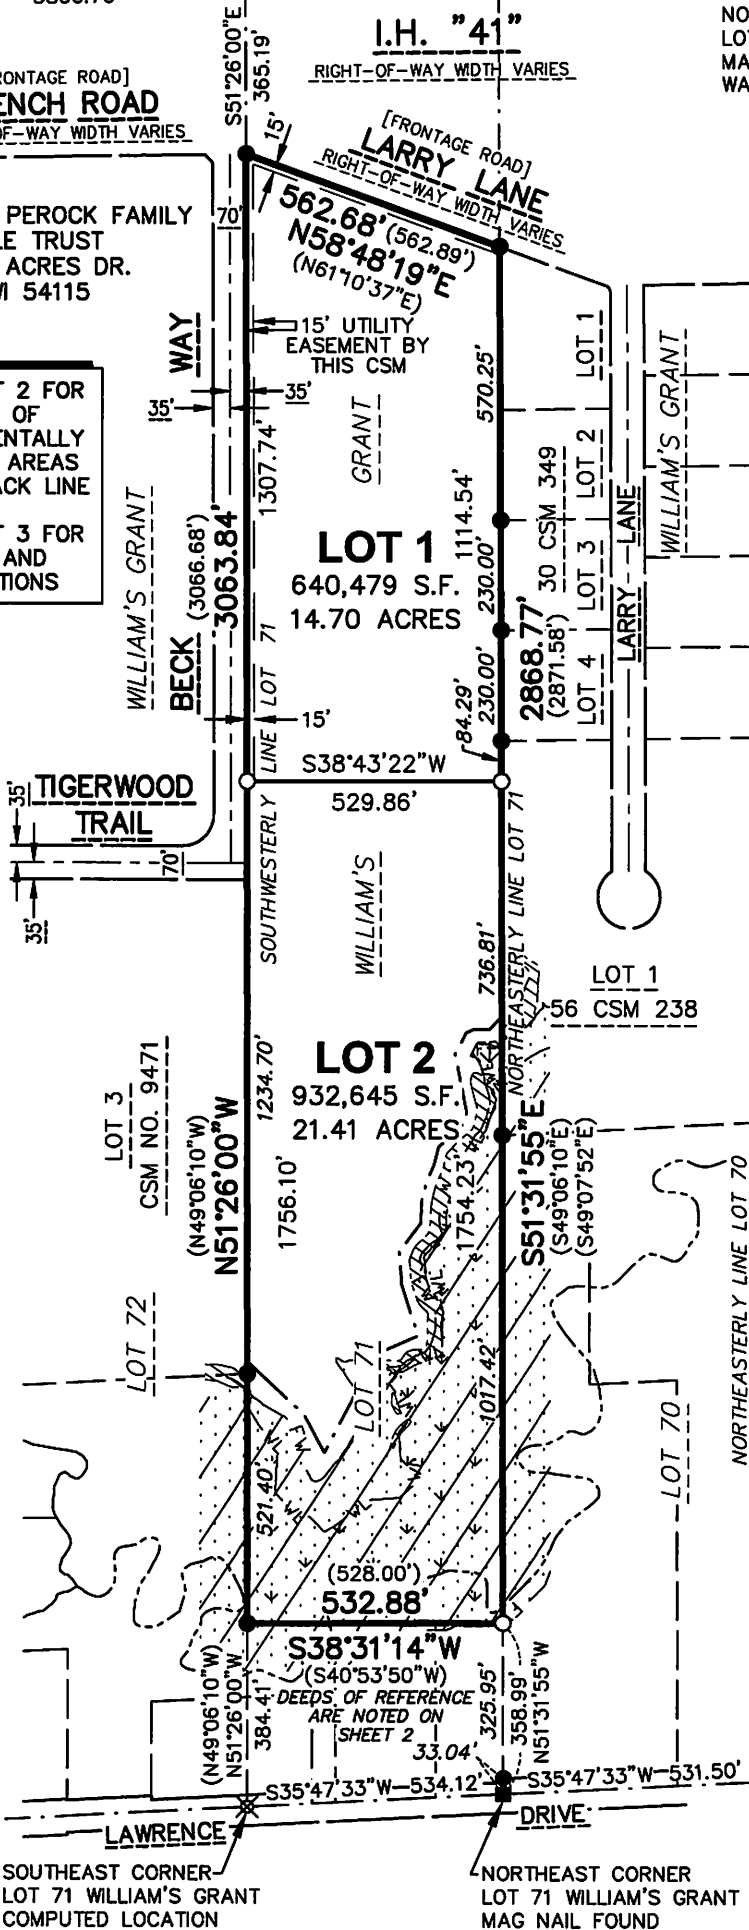 I.H. "41"
RIGHT-OF-WAY WIDTH VARIES
NO
LOT
MA
WA
S51°26'00"E
365.19'
RONTAGE ROAD]
ENCH ROAD
OF-WAY WIDTH VARIES
15'
[FRONTAGE ROAD]
LARRY LANE
RIGHT-OF-WAY WIDTH VARIES
562.68' (562.89')
N58°48'19"E
(N61°10'37"E)
70'
PEROCK FAMILY
LE TRUST
ACRES DR.
WI 54115
15' UTILITY
EASEMENT BY
THIS CSM
WAY
35'
35'
T 2 FOR
OF
ENTALLY
AREAS
ACK LINE
T 3 FOR
AND
TIONS
GRANT
570.25'
LOT 1
WILLIAM'S GRANT
1307.74'
LOT 2
30 CSM 349
1114.54'
WILLIAM'S GRANT
BECK
(3066.68')
3063.84'
LOT 1
640,479 S.F.
14.70 ACRES
230.00'
LOT 3
LARRY LANE
230.00'
2868.77'
(2871.58')
LOT 4
84.29'
SOUTHWESTERLY LINE LOT 71
15'
S38°43'22"W
529.86'
TIGERWOOD
TRAIL
35'
70'
35'
WILLIAM'S
NORTHEASTERLY LINE LOT 71
736.81'
LOT 1
56 CSM 238
LOT 3
CSM NO. 9471
LOT 2
932,645 S.F.
21.41 ACRES
1234.70'
(N49°06'10"W)
N51°26'00"W
1756.10'
1754.23'
S51°31'55"E
(S49°06'10"E)
(S49°07'52"E)
NORTHEASTERLY LINE LOT 70
WL
LOT 72
LOT 71
1017.42'
LOT 70
FW
WL
WL
WL
WL
521.40'
(528.00')
532.88'
S38°31'14"W
(S40°53'50"W)
DEEDS OF REFERENCE
ARE NOTED ON
SHEET 2
(N49°06'10"W)
N51°26'00"W
384.41'
325.95'
358.99'
N51°31'55"W
33.04'
S35°47'33"W-534.12'
S35°47'33"W-531.50'
LAWRENCE
DRIVE
SOUTHEAST CORNER
LOT 71 WILLIAM'S GRANT
COMPUTED LOCATION
NORTHEAST CORNER
LOT 71 WILLIAM'S GRANT
MAG NAIL FOUND